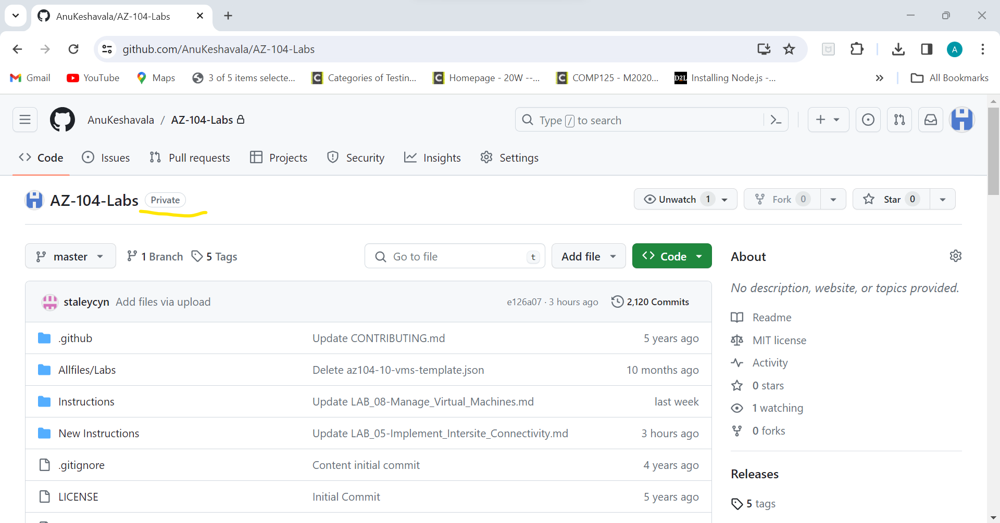 AnuKeshavala/AZ-104-Labs
github.com/AnuKeshavala/AZ-104-Labs
A
Gmail YouTube Maps 3 of 5 items selecte... Categories of Testin... Homepage - 20W --... COMP125 - M2020... D2L Installing Node.js -... » All Bookmarks
AnuKeshavala / AZ-104-Labs Type / to search
Code Issues Pull requests Projects Security Insights Settings
AZ-104-Labs Private Unwatch 1 Fork 0 Star 0
master 1 Branch 5 Tags Go to file t Add file Code
About
No description, website, or topics provided.
staleycyn Add files via upload e126a07 · 3 hours ago 2,120 Commits
.github Update CONTRIBUTING.md 5 years ago
Allfiles/Labs Delete az104-10-vms-template.json 10 months ago
Instructions Update LAB_08-Manage_Virtual_Machines.md last week
New Instructions Update LAB_05-Implement_Intersite_Connectivity.md 3 hours ago
.gitignore Content initial commit 4 years ago
LICENSE Initial Commit 5 years ago
Readme
MIT license
Activity
0 stars
1 watching
0 forks
Releases
5 tags